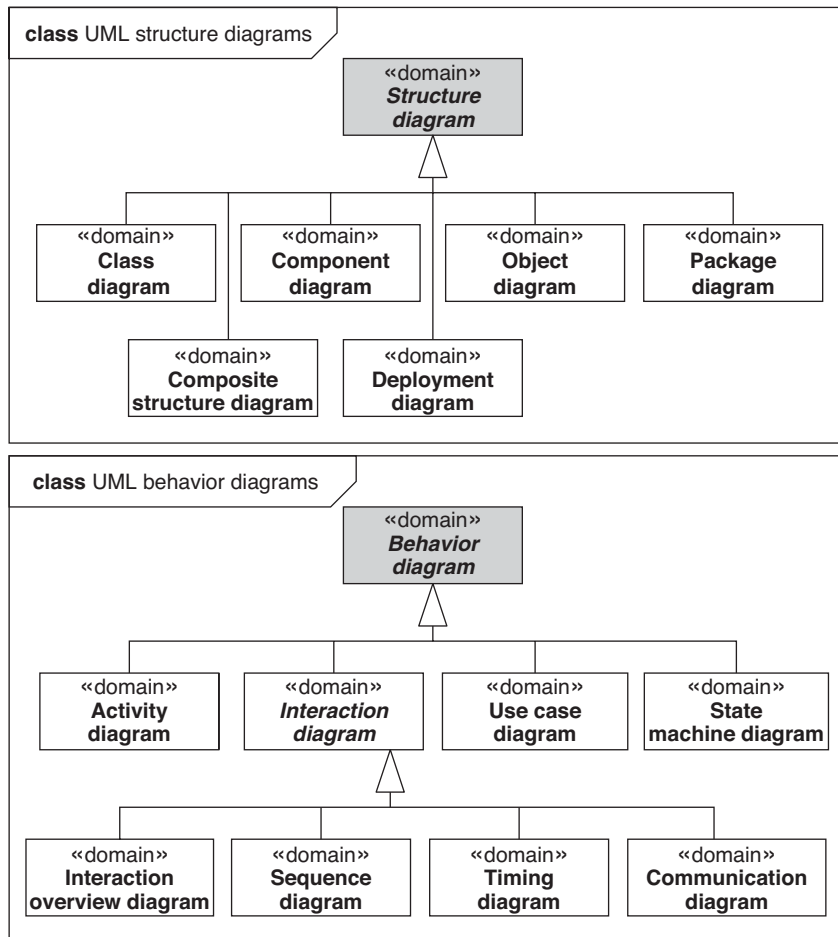 class UML structure diagrams
«domain»
Structure
diagram
«domain»
Class
diagram
«domain»
Component
diagram
«domain»
Object
diagram
«domain»
Package
diagram
«domain»
Composite
structure diagram
«domain»
Deployment
diagram
class UML behavior diagrams
«domain»
Behavior
diagram
«domain»
Activity
diagram
«domain»
Interaction
diagram
«domain»
Use case
diagram
«domain»
State
machine diagram
«domain»
Interaction
overview diagram
«domain»
Sequence
diagram
«domain»
Timing
diagram
«domain»
Communication
diagram